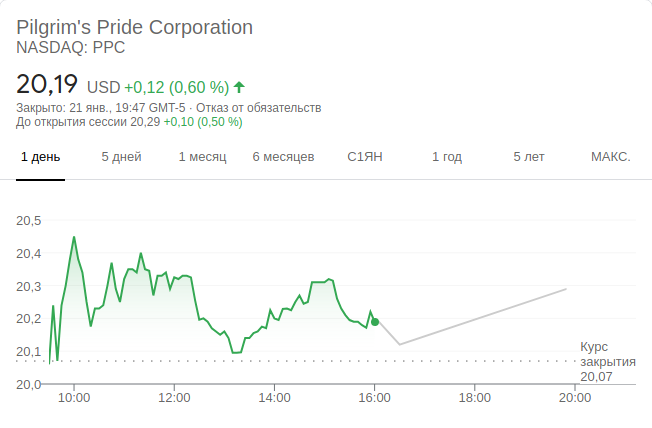 Pilgrim's Pride Corporation
NASDAQ: PPC
20,19 USD +0,12 (0,60 %)
Закрыто: 21 янв., 19:47 GMT-5 · Отказ от обязательств
До открытия сессии 20,29 +0,10 (0,50 %)
1 день 5 дней 1 месяц 6 месяцев С1ЯН 1 год 5 лет МАКС.
20,5
20,4
20,3
20,2
20,1
20,0
Курс
закрытия
20,07
10:00 12:00 14:00 16:00 18:00 20:00